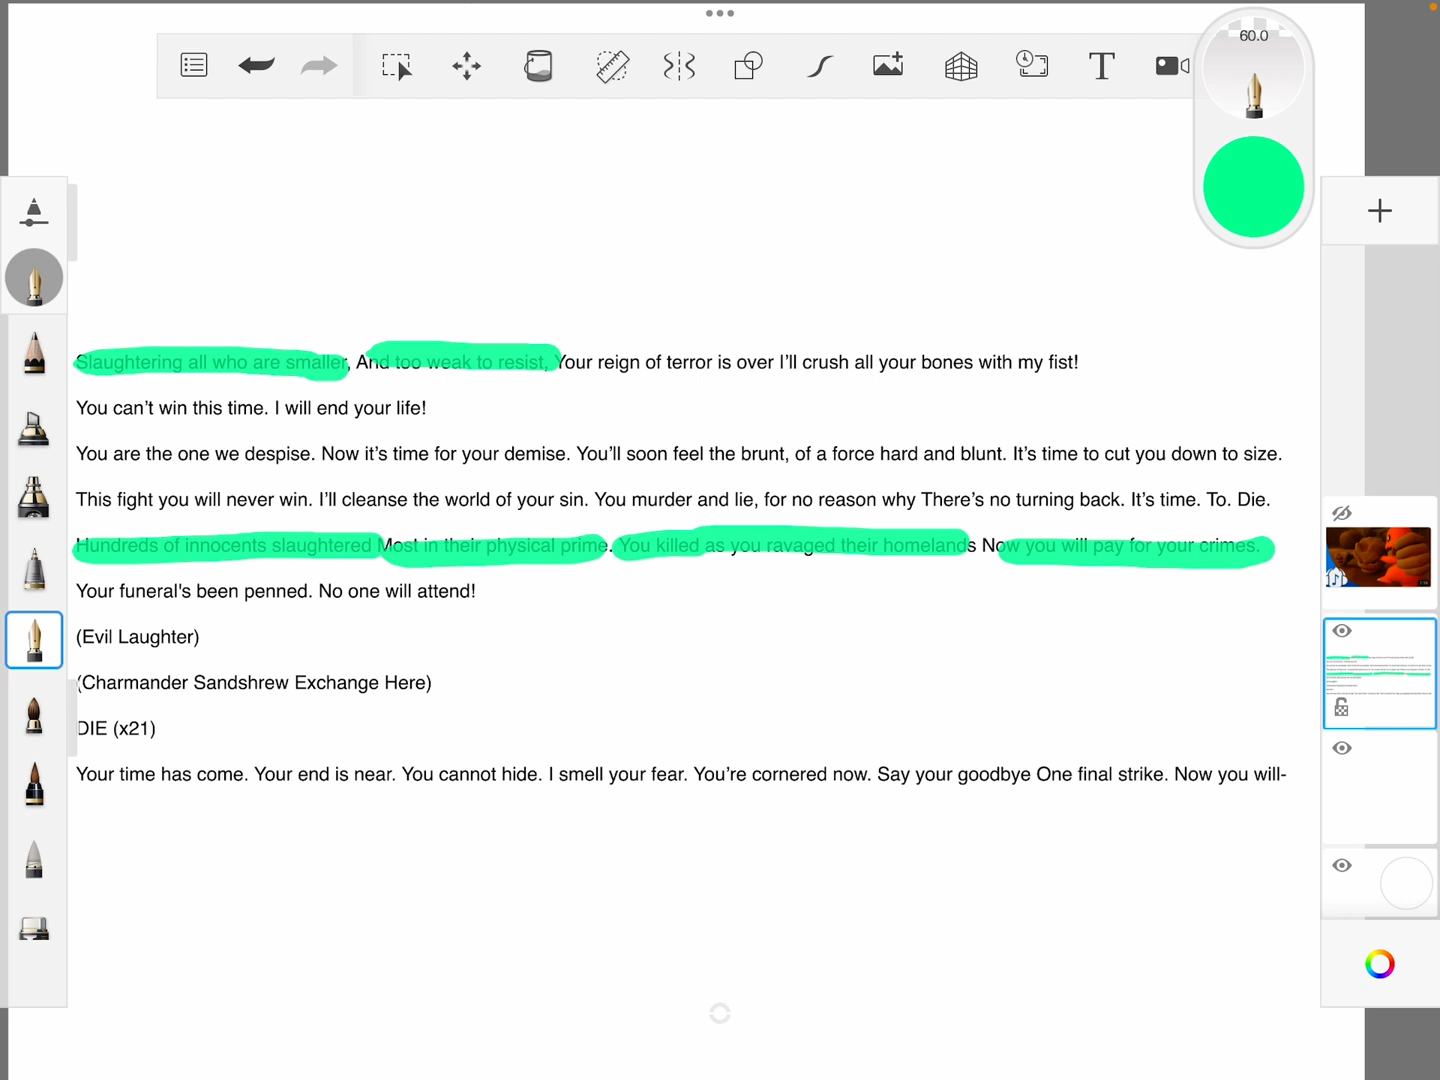 60.0
T
Slaughtering all who are smaller, And too weak to resist, Your reign of terror is over I’ll crush all your bones with my fist!
You can’t win this time. I will end your life!
You are the one we despise. Now it’s time for your demise. You’ll soon feel the brunt, of a force hard and blunt. It’s time to cut you down to size.
This fight you will never win. I’ll cleanse the world of your sin. You murder and lie, for no reason why There’s no turning back. It’s time. To. Die.
Hundreds of innocents slaughtered Most in their physical prime. You killed as you ravaged their homelands Now you will pay for your crimes.
Your funeral's been penned. No one will attend!
(Evil Laughter)
(Charmander Sandshrew Exchange Here)
DIE (x21)
Your time has come. Your end is near. You cannot hide. I smell your fear. You’re cornered now. Say your goodbye One final strike. Now you will-